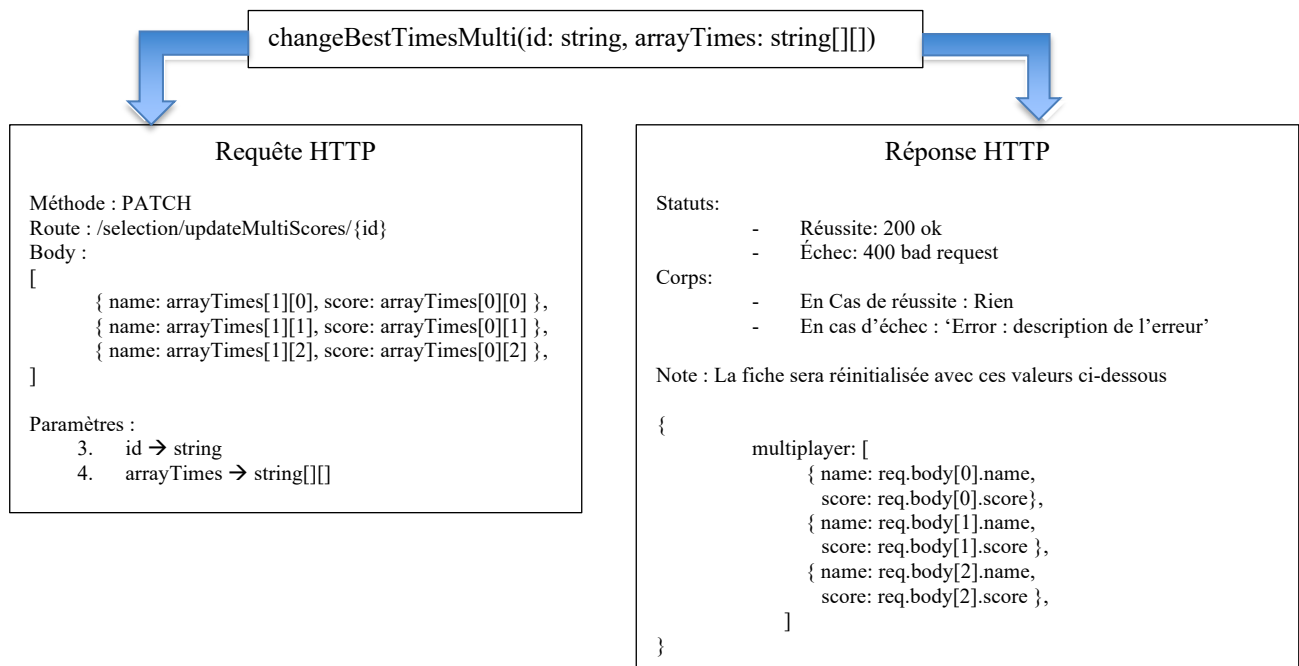 changeBestTimesMulti(id: string, arrayTimes: string[][])
Requête HTTP
Méthode : PATCH
Route : /selection/updateMultiScores/{id}
Body :
[
{ name: arrayTimes[1][0], score: arrayTimes[0][0] },
{ name: arrayTimes[1][1], score: arrayTimes[0][1] },
{ name: arrayTimes[1][2], score: arrayTimes[0][2] },
]
Paramètres :
3. id → string
4. arrayTimes → string[][]
Réponse HTTP
Statuts:
- Réussite: 200 ok
- Échec: 400 bad request
Corps:
- En Cas de réussite : Rien
- En cas d’échec : ‘Error : description de l’erreur’
Note : La fiche sera réinitialisée avec ces valeurs ci-dessous
{
multiplayer: [
{ name: req.body[0].name,
score: req.body[0].score},
{ name: req.body[1].name,
score: req.body[1].score },
{ name: req.body[2].name,
score: req.body[2].score },
]
}